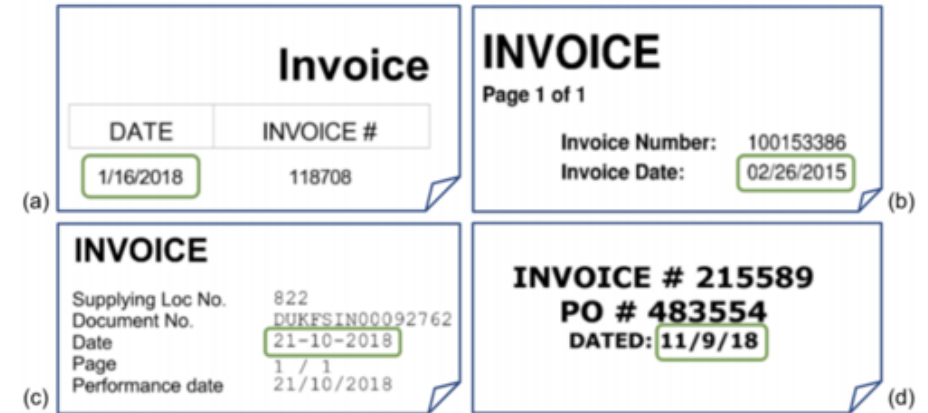 Invoice
DATE INVOICE #
1/16/2018 118708
(a)
INVOICE
Page 1 of 1
Invoice Number: 100153386
Invoice Date: 02/26/2015
(b)
INVOICE
Supplying Loc No. 822
Document No. DUKFSIN00092762
Date 21-10-2018
Page 1 / 1
Performance date 21/10/2018
(c)
INVOICE # 215589
PO # 483554
DATED: 11/9/18
(d)